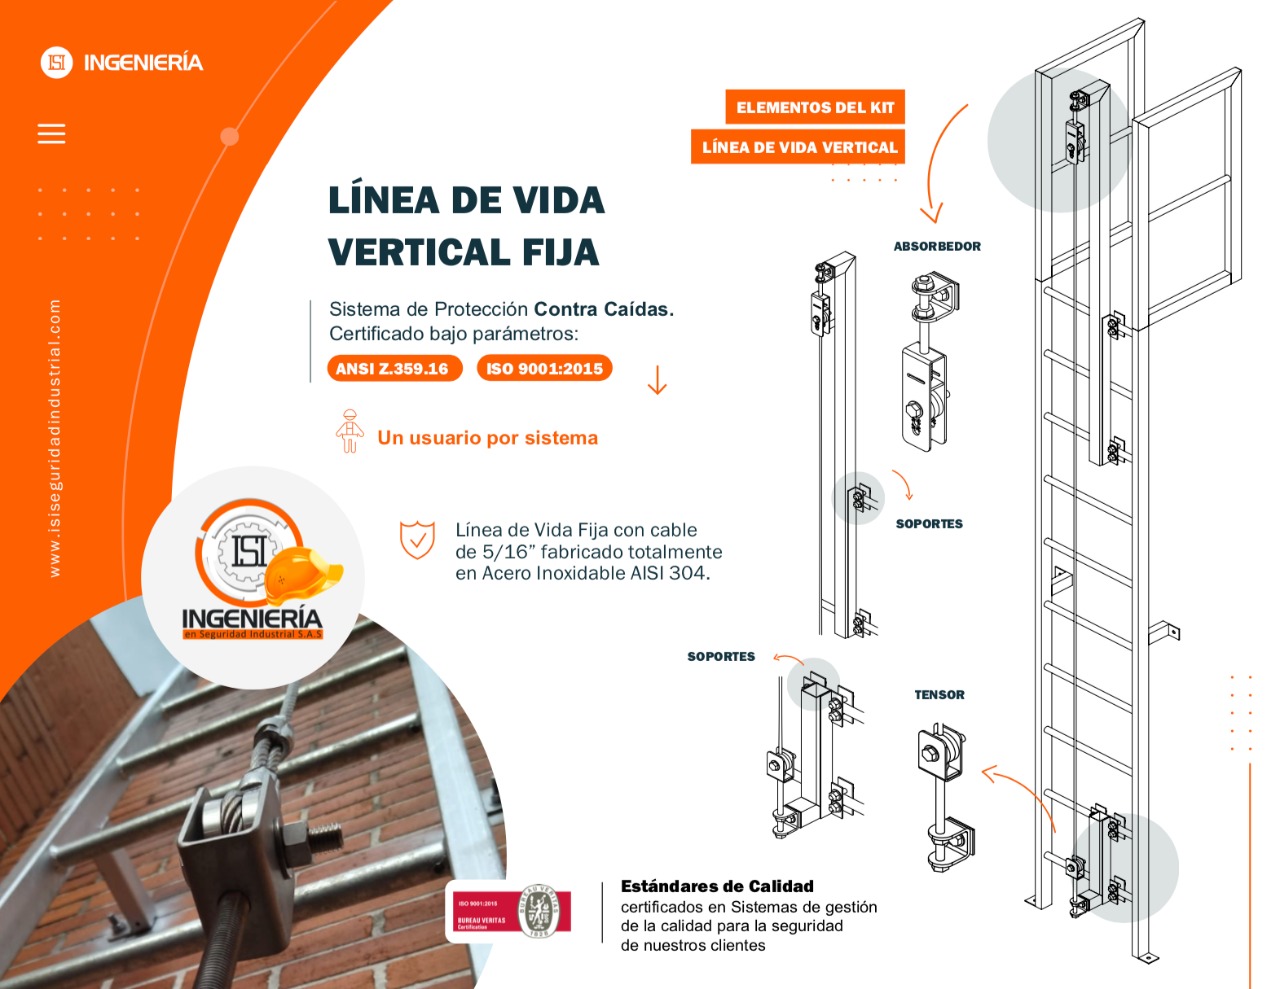 ISI INGENIERÍA
www.isiseguridadindustrial.com
LÍNEA DE VIDA
VERTICAL FIJA
Sistema de Protección Contra Caídas.
Certificado bajo parámetros:
ANSI Z.359.16
ISO 9001:2015
Un usuario por sistema
Línea de Vida Fija con cable
de 5/16” fabricado totalmente
en Acero Inoxidable AISI 304.
ISI
INGENIERÍA
en Seguridad Industrial S.A.S
ELEMENTOS DEL KIT
LÍNEA DE VIDA VERTICAL
ABSORBEDOR
SOPORTES
SOPORTES
TENSOR
ISO 9001:2015
BUREAU VERITAS
Certification
BUREAU VERITAS
1828
Estándares de Calidad
certificados en Sistemas de gestión
de la calidad para la seguridad
de nuestros clientes